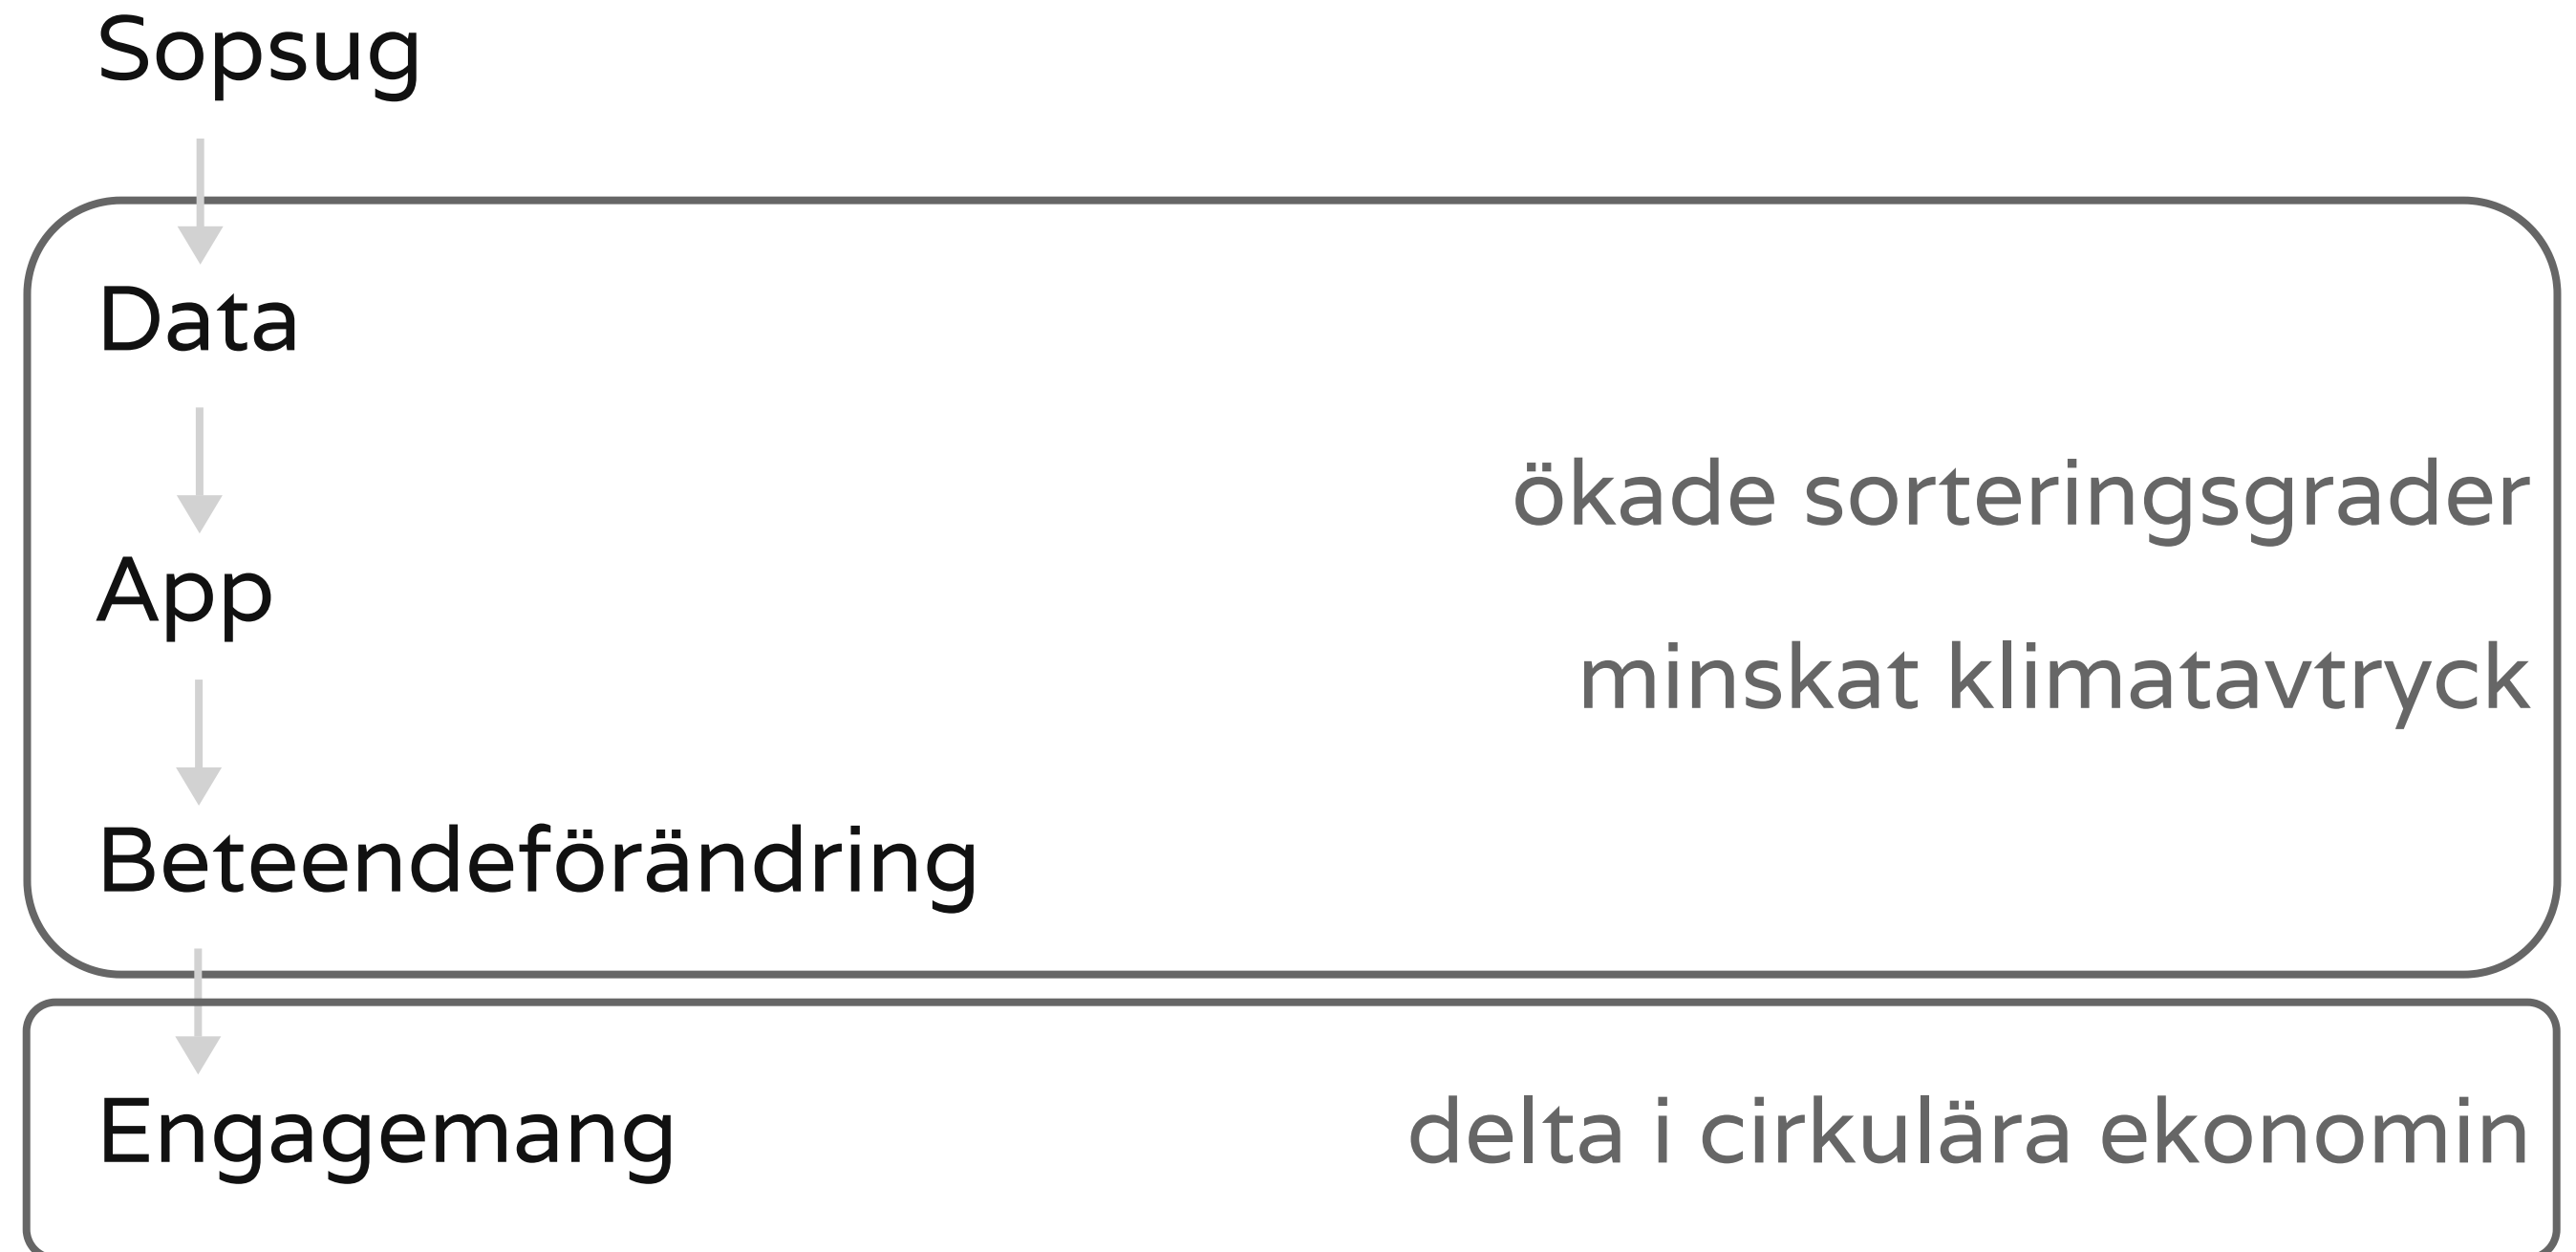 Sopsug
Data
ökade sorteringsgrader
App
minskat klimatavtryck
Beteendeförändring
Engagemang
delta i cirkulära ekonomin